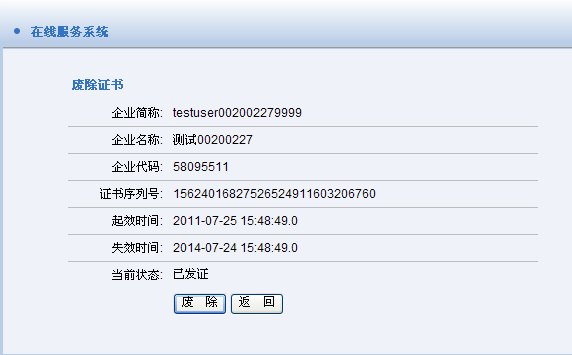 在线服务系统
废除证书
企业简称: testuser002002279999
企业名称: 测试00200227
企业代码: 58095511
证书序列号: 156240168275265249116​03206760
起效时间: 2011-07-25 15:48:49.0
失效时间: 2014-07-24 15:48:49.0
当前状态: 已发证
废 除 返 回